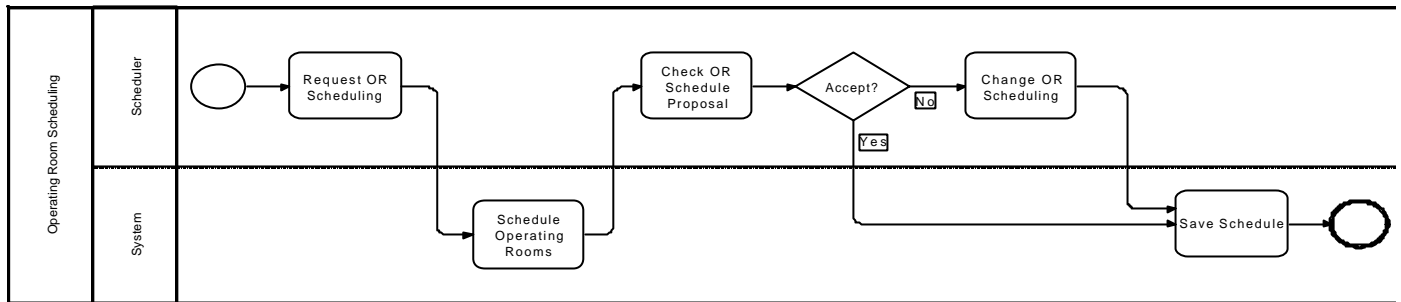 Operating Room Scheduling
Scheduler
Request OR
Scheduling
Check OR
Schedule
Proposal
Accept?
No
Yes
Change OR
Scheduling
System
Schedule
Operating
Rooms
Save Schedule